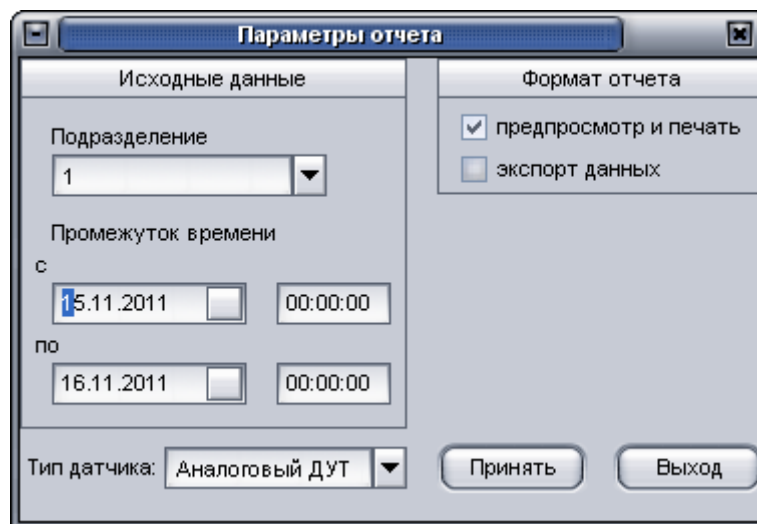 Параметры отчета
Исходные данные
Подразделение
1
Промежуток времени
с
15.11.2011 00:00:00
по
16.11.2011 00:00:00
Формат отчета
предпросмотр и печать
экспорт данных
Тип датчика: Аналоговый ДУТ Принять Выход